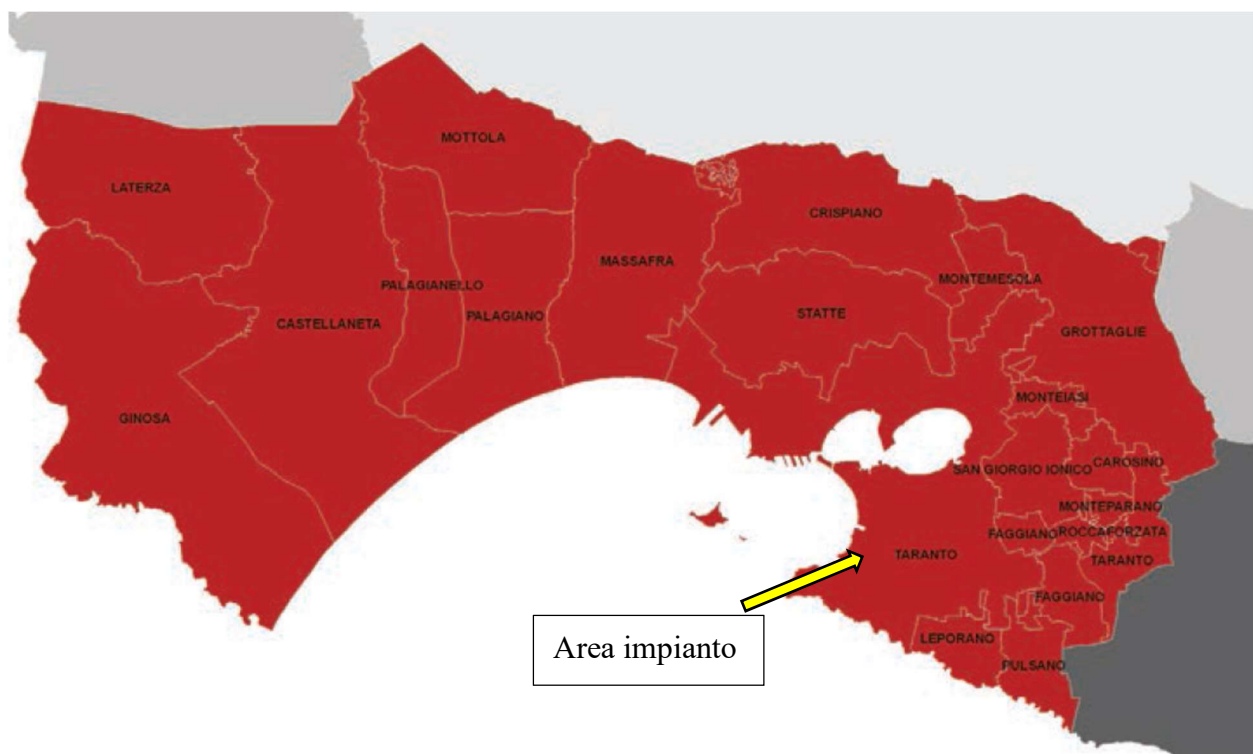 MOTTOLA
LATERZA
CRISPIANO
MASSAFRA
MONTEMESOLA
PALAGIANELLO
STATTE
PALAGIANO
CASTELLANETA
GROTTAGLIE
MONTEIASI
GINOSA
SAN GIORGIO IONICO
CAROSINO
MONTEPARANO
FAGGIANO
ROCCAFORZATA
TARANTO
TARANTO
FAGGIANO
LEPORANO
Area impianto
PULSANO